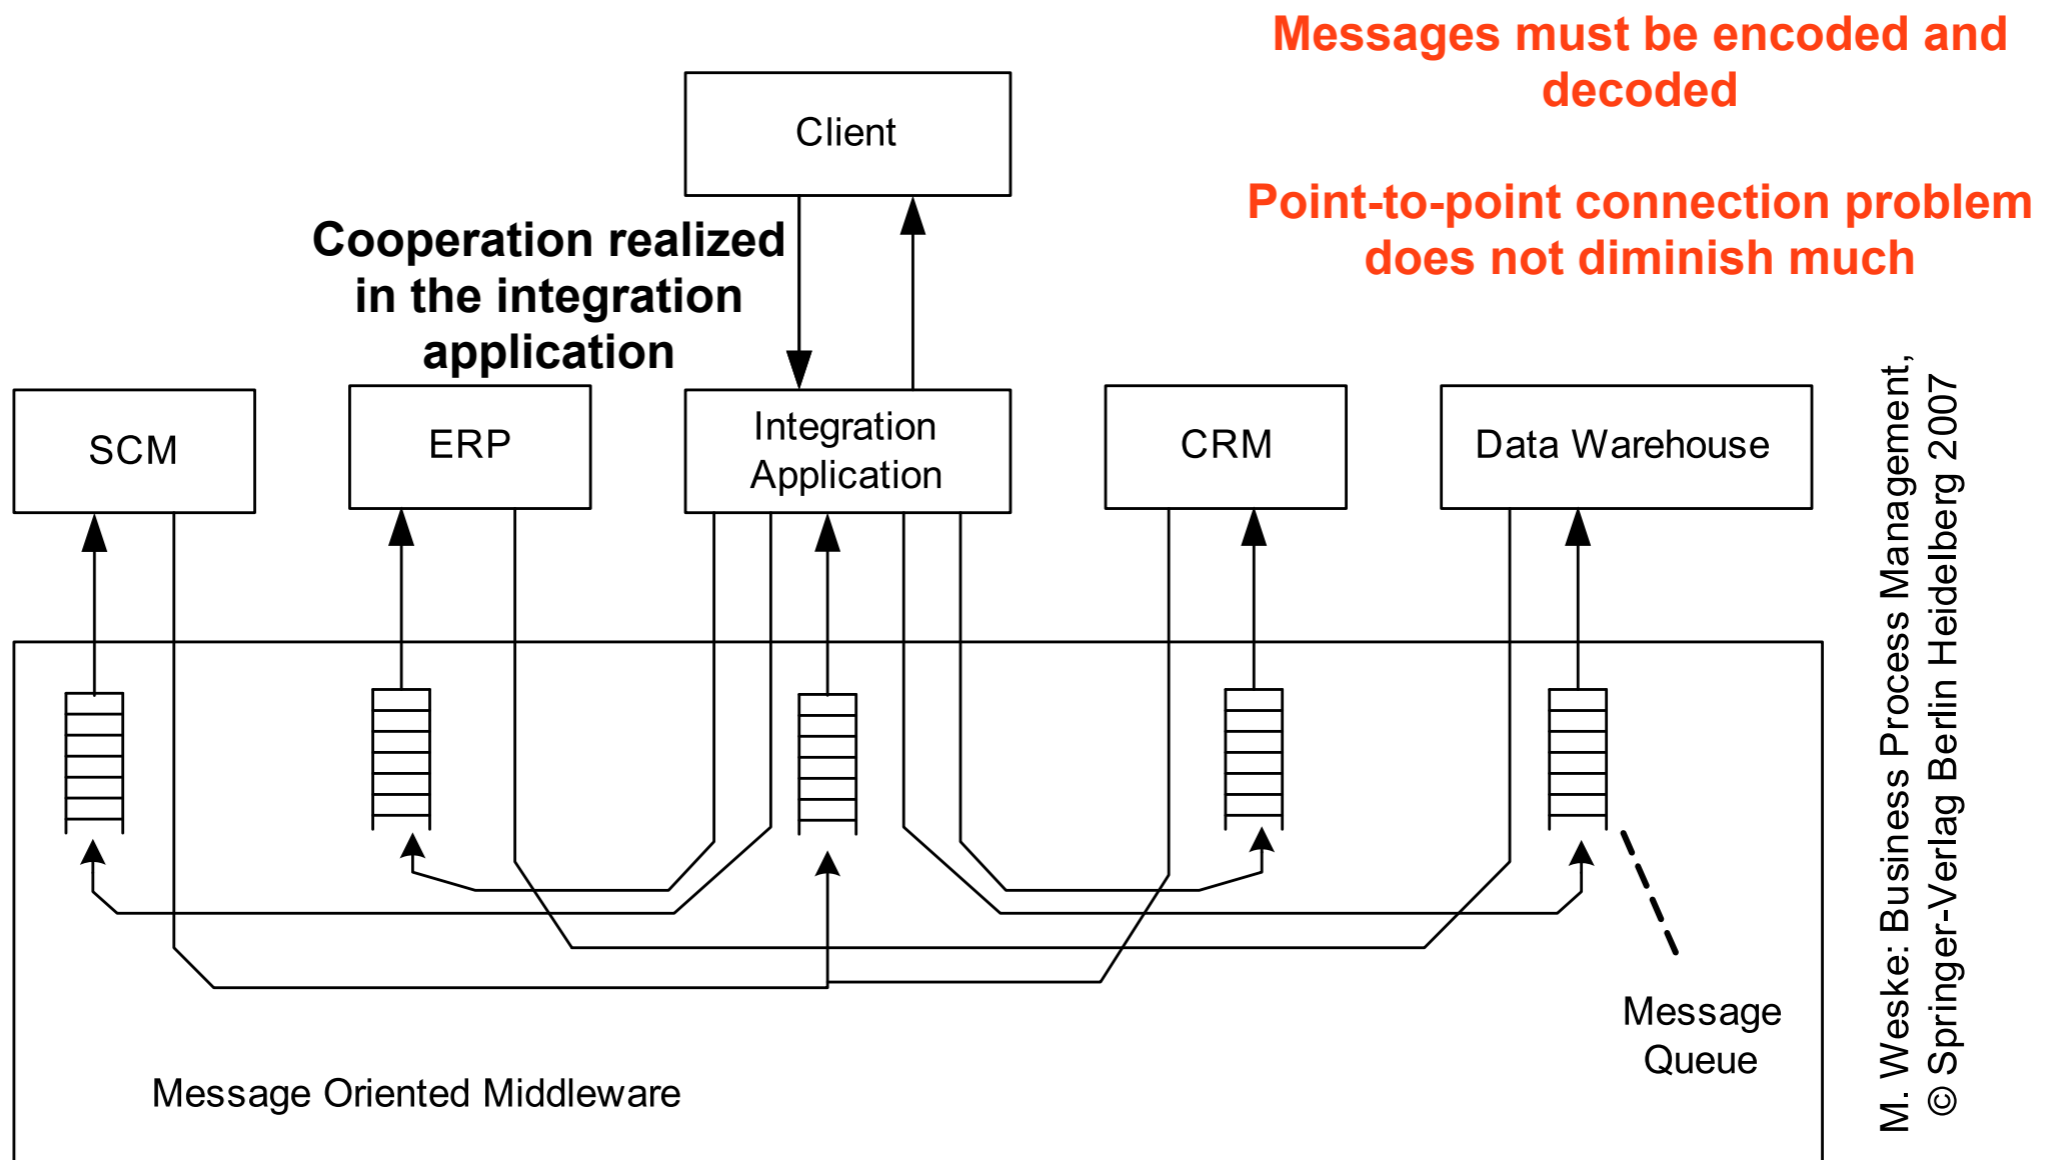 Messages must be encoded and
decoded
Client
Point-to-point connection problem
does not diminish much
Cooperation realized
in the integration
application
SCM
ERP
Integration
Application
CRM
Data Warehouse
Message
Queue
Message Oriented Middleware
M. Weske: Business Process Management,
© Springer-Verlag Berlin Heidelberg 2007